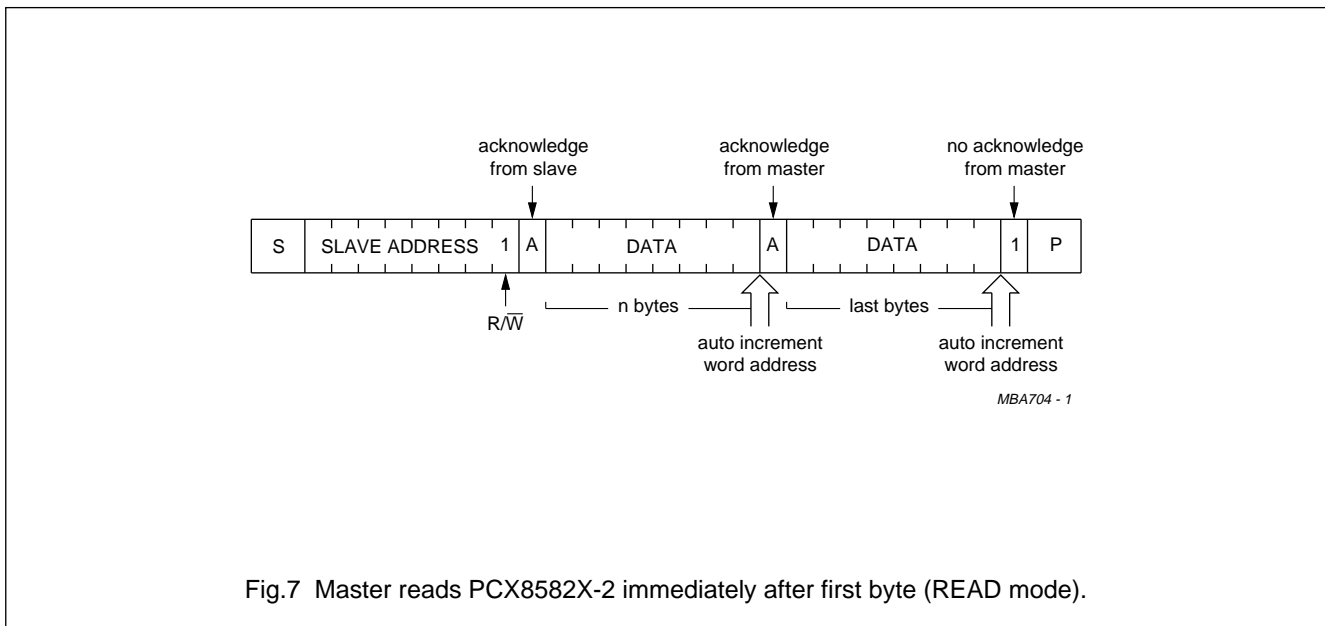 acknowledge
from slave
acknowledge
from master
no acknowledge
from master
S SLAVE ADDRESS 1 A DATA A DATA 1 P
R/W̅
n bytes
last bytes
auto increment
word address
auto increment
word address
MBA704 - 1
Fig.7 Master reads PCX8582X-2 immediately after first byte (READ mode).